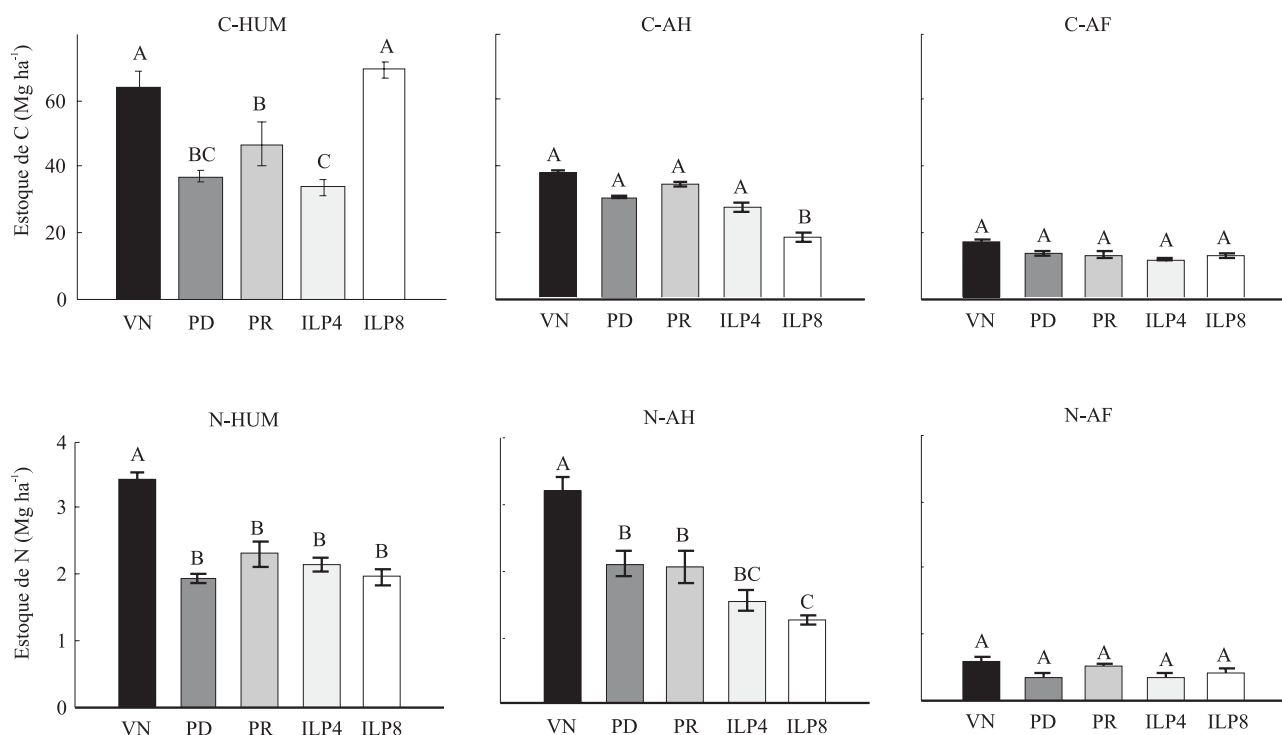 C-HUM
C-AH
C-AF
Estoque de C (Mg ha⁻¹)
60
40
20
0
A
BC
B
C
A
A
A
A
A
B
A
A
A
A
A
VN PD PR ILP4 ILP8
VN PD PR ILP4 ILP8
VN PD PR ILP4 ILP8
N-HUM
N-AH
N-AF
Estoque de N (Mg ha⁻¹)
4
3
2
1
0
A
B
B
B
B
A
B
B
BC
C
A
A
A
A
A
VN PD PR ILP4 ILP8
VN PD PR ILP4 ILP8
VN PD PR ILP4 ILP8